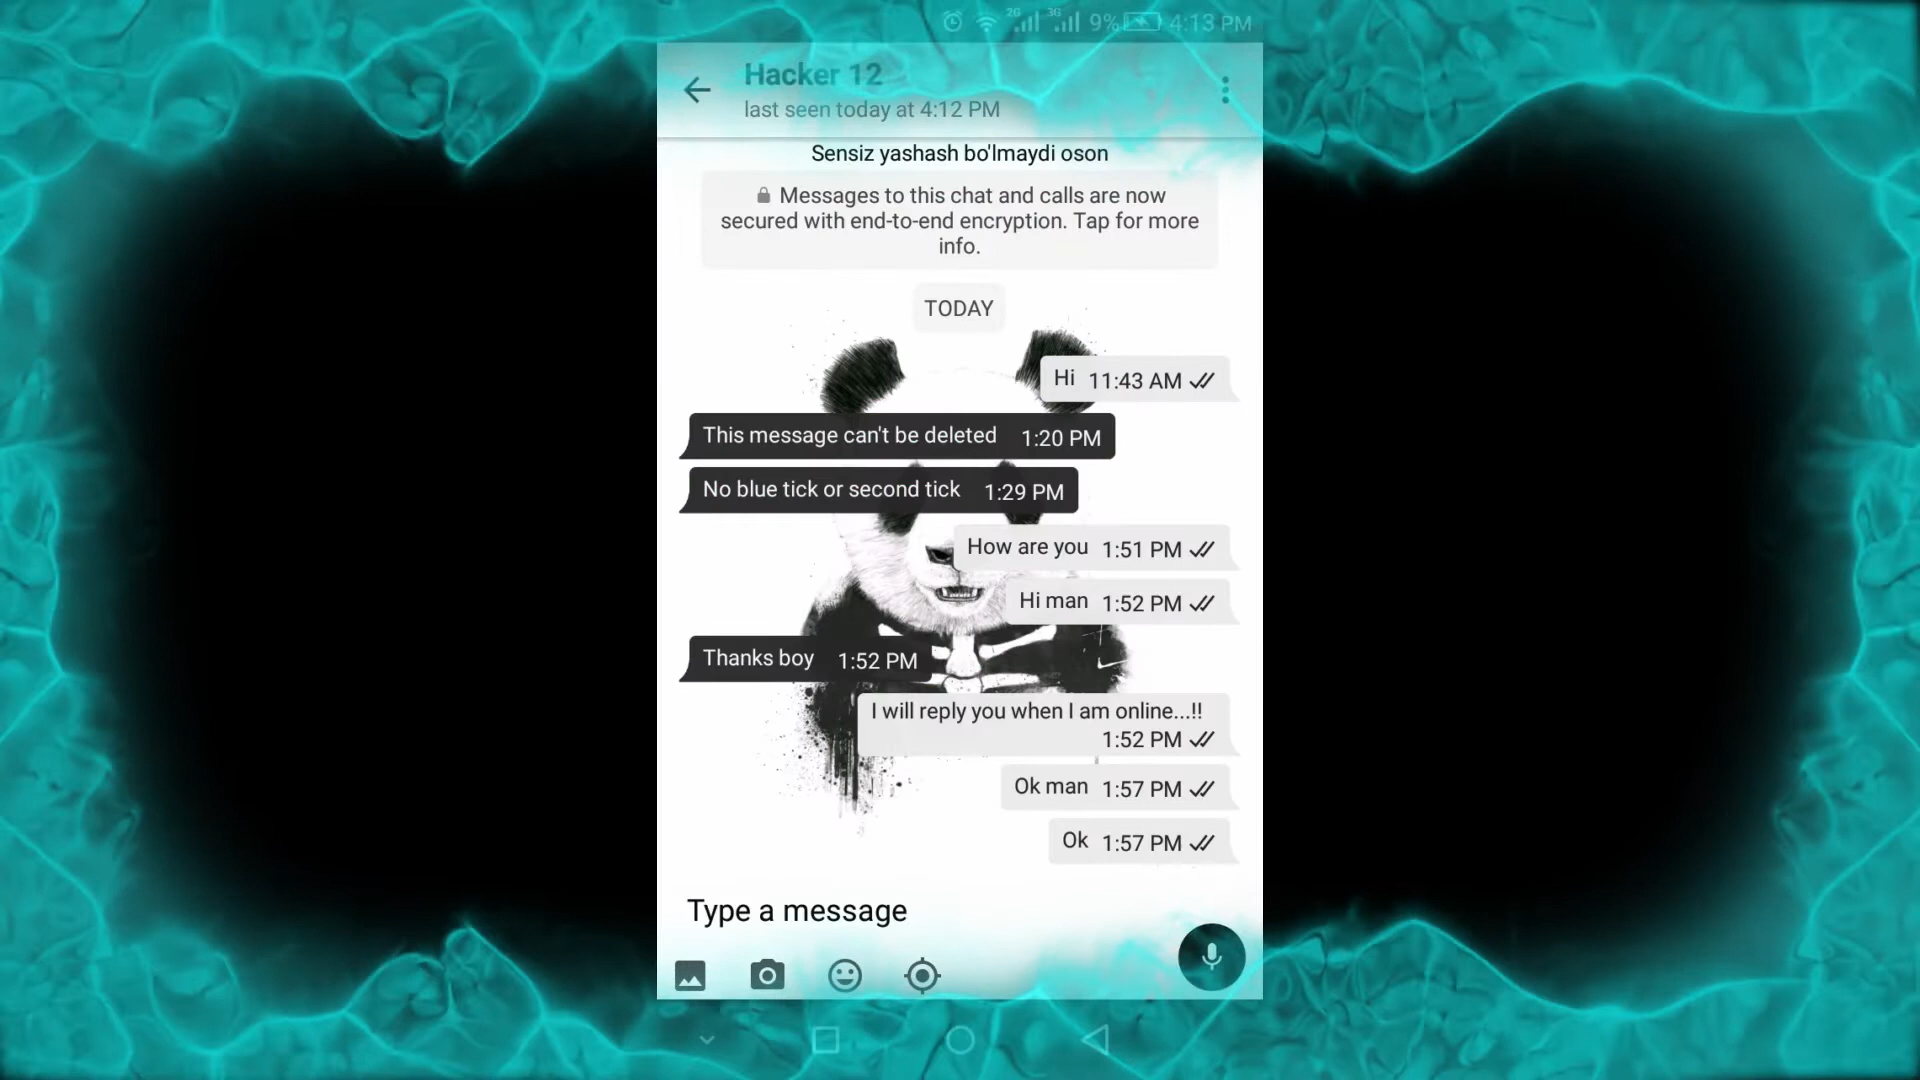 2G 3G 9% 4:13 PM
Hacker 12
last seen today at 4:12 PM
Sensiz yashash bo'lmaydi oson
Messages to this chat and calls are now
secured with end-to-end encryption. Tap for more
info.
TODAY
Hi 11:43 AM
This message can't be deleted 1:20 PM
No blue tick or second tick 1:29 PM
How are you 1:51 PM
Hi man 1:52 PM
Thanks boy 1:52 PM
I will reply you when I am online...!!
1:52 PM
Ok man 1:57 PM
Ok 1:57 PM
Type a message